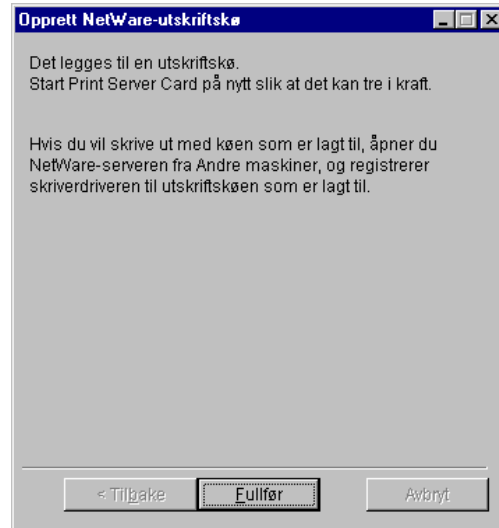 Opprett NetWare-utskriftskø
Det legges til en utskriftskø.
Start Print Server Card på nytt slik at det kan tre i kraft.
Hvis du vil skrive ut med køen som er lagt til, åpner du
NetWare-serveren fra Andre maskiner, og registrerer
skriverdriveren til utskriftskøen som er lagt til.
< Tilbake Fullfør Avbryt